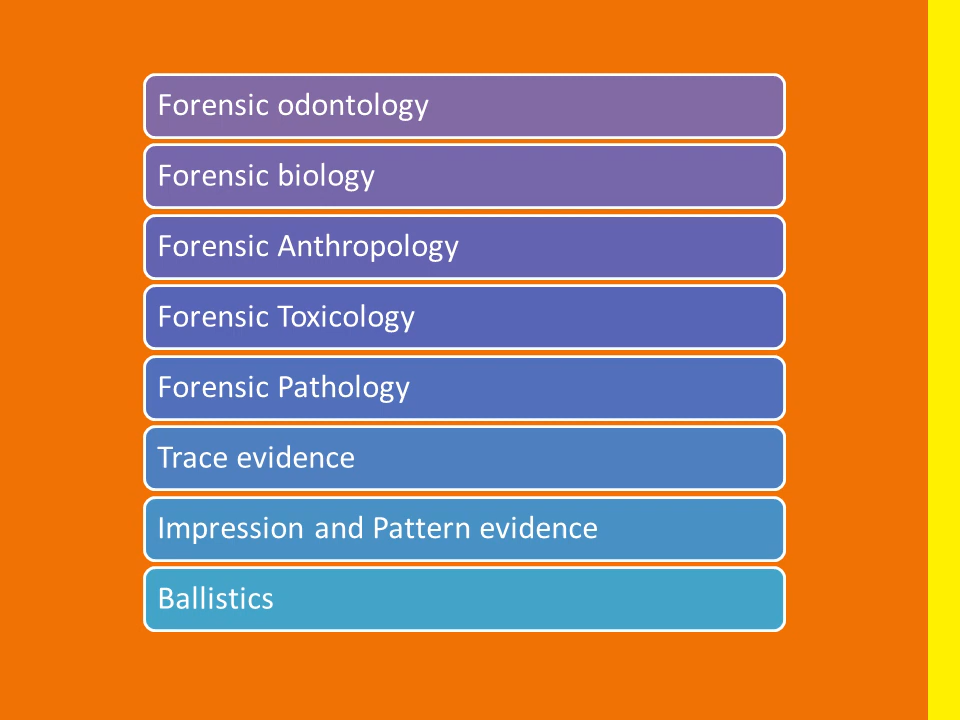 Forensic odontology
Forensic biology
Forensic Anthropology
Forensic Toxicology
Forensic Pathology
Trace evidence
Impression and Pattern evidence
Ballistics